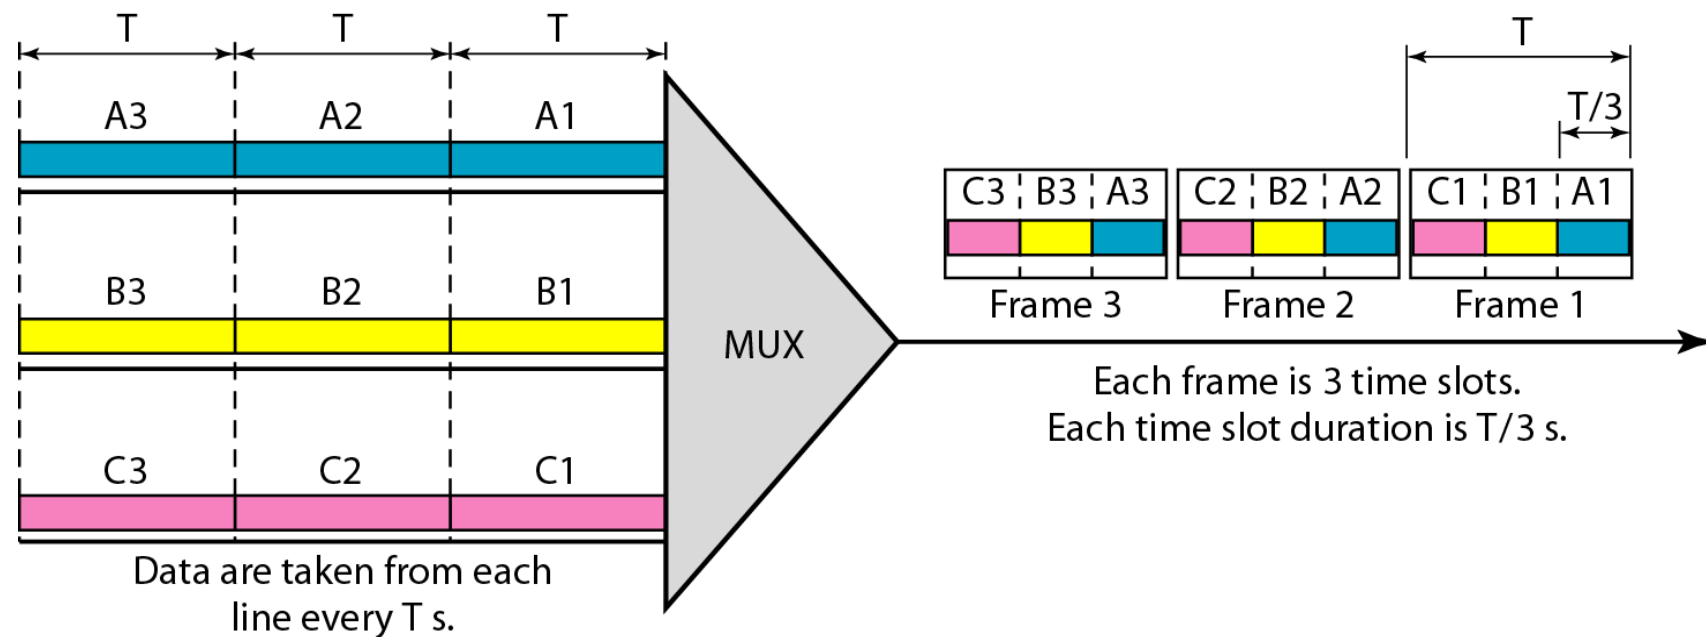 T T T
T
T/3
A3 A2 A1
C3 B3 A3 C2 B2 A2 C1 B1 A1
B3 B2 B1
Frame 3 Frame 2 Frame 1
MUX
Each frame is 3 time slots.
Each time slot duration is T/3 s.
C3 C2 C1
Data are taken from each
line every T s.